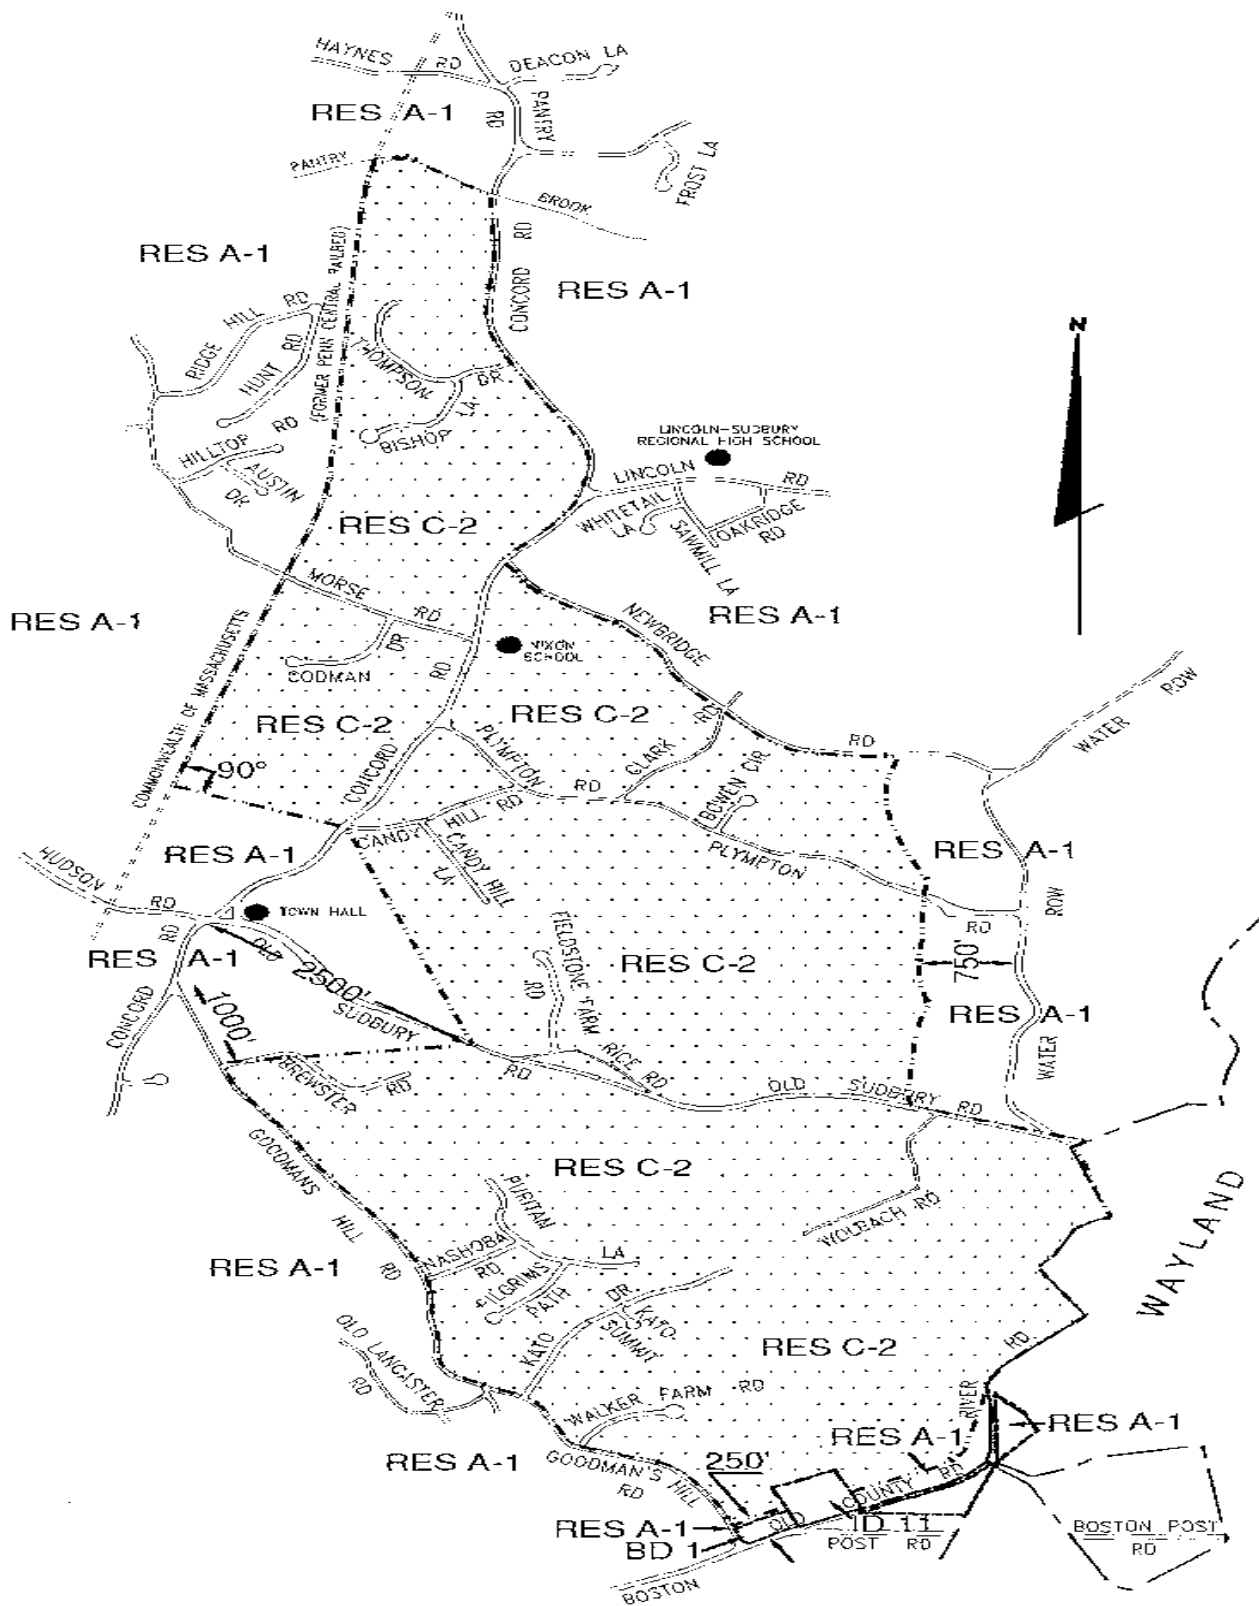 HAYNES RD
DEACON LA
RES A-1
PANTRY RD
PANTRY
BROOK
FROST LA
RES A-1
RES A-1
CONCORD RD
(FORMER PENN CENTRAL RAILBED)
RIDGE HILL RD
HUNT RD
THOMPSON DR
BISHOP LA
HILLTOP RD
AUSTIN
LINCOLN-SUDBURY
REGIONAL HIGH SCHOOL
LINCOLN RD
WHITETAIL
LA
OAKRIDGE
RD
SAWMILL LA
RES C-2
MORSE RD
RES A-1
RES A-1
NEWBRIDGE RD
NIXON
SCHOOL
CODMAN DR
CONCORD RD
COMMONWEALTH OF MASSACHUSETTS
RES C-2
RES C-2
WATER ROW
90°
PLYMPTON RD
CLARK RD
BOWEN CIR
CANDY HILL RD
CANDY HILL
LA
PLYMPTON
RD
RES A-1
RES A-1
HUDSON RD
TOWN HALL
ROW
RES A-1
OLD
2500'
SUDBURY
RD
FIELDSTONE FARM
RD
RES C-2
750'
RES A-1
WATER
1000'
CONCORD
RD
BREWSTER RD
RICE RD
OLD SUDBURY RD
GOODMANS
HILL
RD
RES C-2
PURITAN
LA
WOLBACH RD
WAYLAND
NASHOBA
RD
PILGRIMS
PATH
RES A-1
KATO DR
KATO
SUMMIT
OLD LANCASTER
RD
RES C-2
RIVER RD
WALKER FARM RD
RES A-1
RES A-1
RES A-1
GOODMAN'S HILL
RD
250'
OLD COUNTY RD
RES A-1
BD 1
ID 11
BOSTON POST RD
BOSTON POST
RD